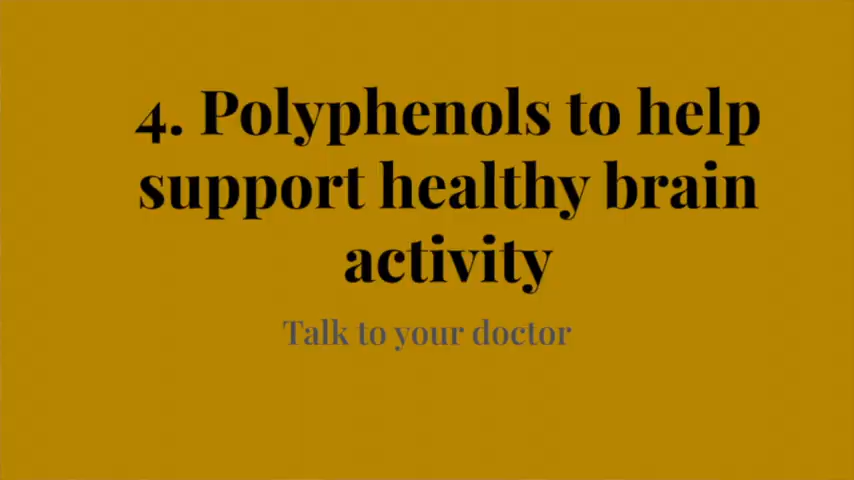 4. Polyphenols to help
support healthy brain
activity
Talk to your doctor